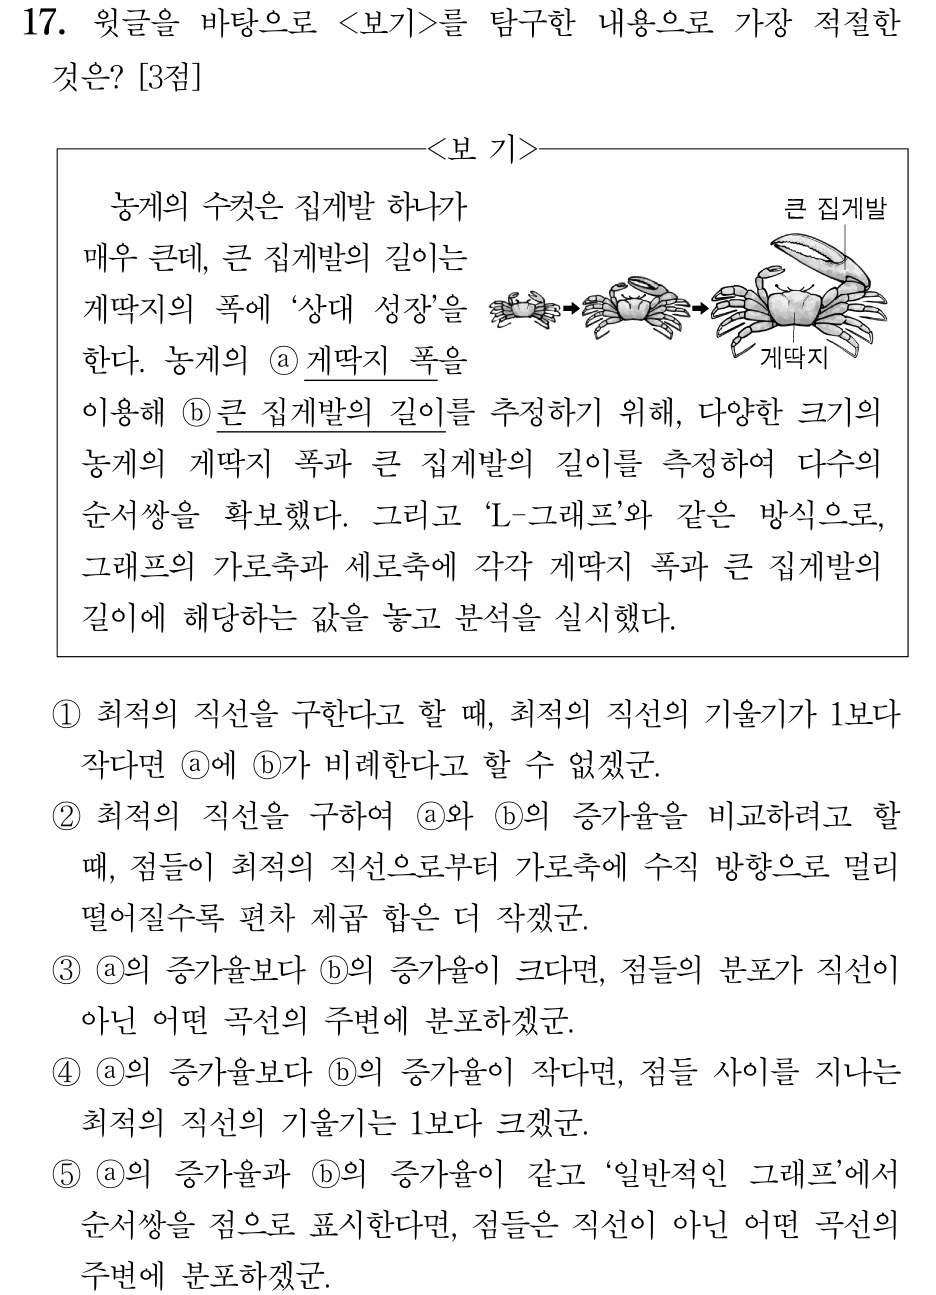 17. 윗글을 바탕으로 <보기>를 탐구한 내용으로 가장 적절한
것은? [3점]
<보 기>
농게의 수컷은 집게발 하나가
매우 큰데, 큰 집게발의 길이는
게딱지의 폭에 ‘상대 성장’을
한다. 농게의 ⓐ게딱지 폭을
큰 집게발
게딱지
이용해 ⓑ큰 집게발의 길이를 추정하기 위해, 다양한 크기의
농게의 게딱지 폭과 큰 집게발의 길이를 측정하여 다수의
순서쌍을 확보했다. 그리고 ‘L-그래프’와 같은 방식으로,
그래프의 가로축과 세로축에 각각 게딱지 폭과 큰 집게발의
길이에 해당하는 값을 놓고 분석을 실시했다.
① 최적의 직선을 구한다고 할 때, 최적의 직선의 기울기가 1보다
작다면 ⓐ에 ⓑ가 비례한다고 할 수 없겠군.
② 최적의 직선을 구하여 ⓐ와 ⓑ의 증가율을 비교하려고 할
때, 점들이 최적의 직선으로부터 가로축에 수직 방향으로 멀리
떨어질수록 편차 제곱 합은 더 작겠군.
③ ⓐ의 증가율보다 ⓑ의 증가율이 크다면, 점들의 분포가 직선이
아닌 어떤 곡선의 주변에 분포하겠군.
④ ⓐ의 증가율보다 ⓑ의 증가율이 작다면, 점들 사이를 지나는
최적의 직선의 기울기는 1보다 크겠군.
⑤ ⓐ의 증가율과 ⓑ의 증가율이 같고 ‘일반적인 그래프’에서
순서쌍을 점으로 표시한다면, 점들은 직선이 아닌 어떤 곡선의
주변에 분포하겠군.